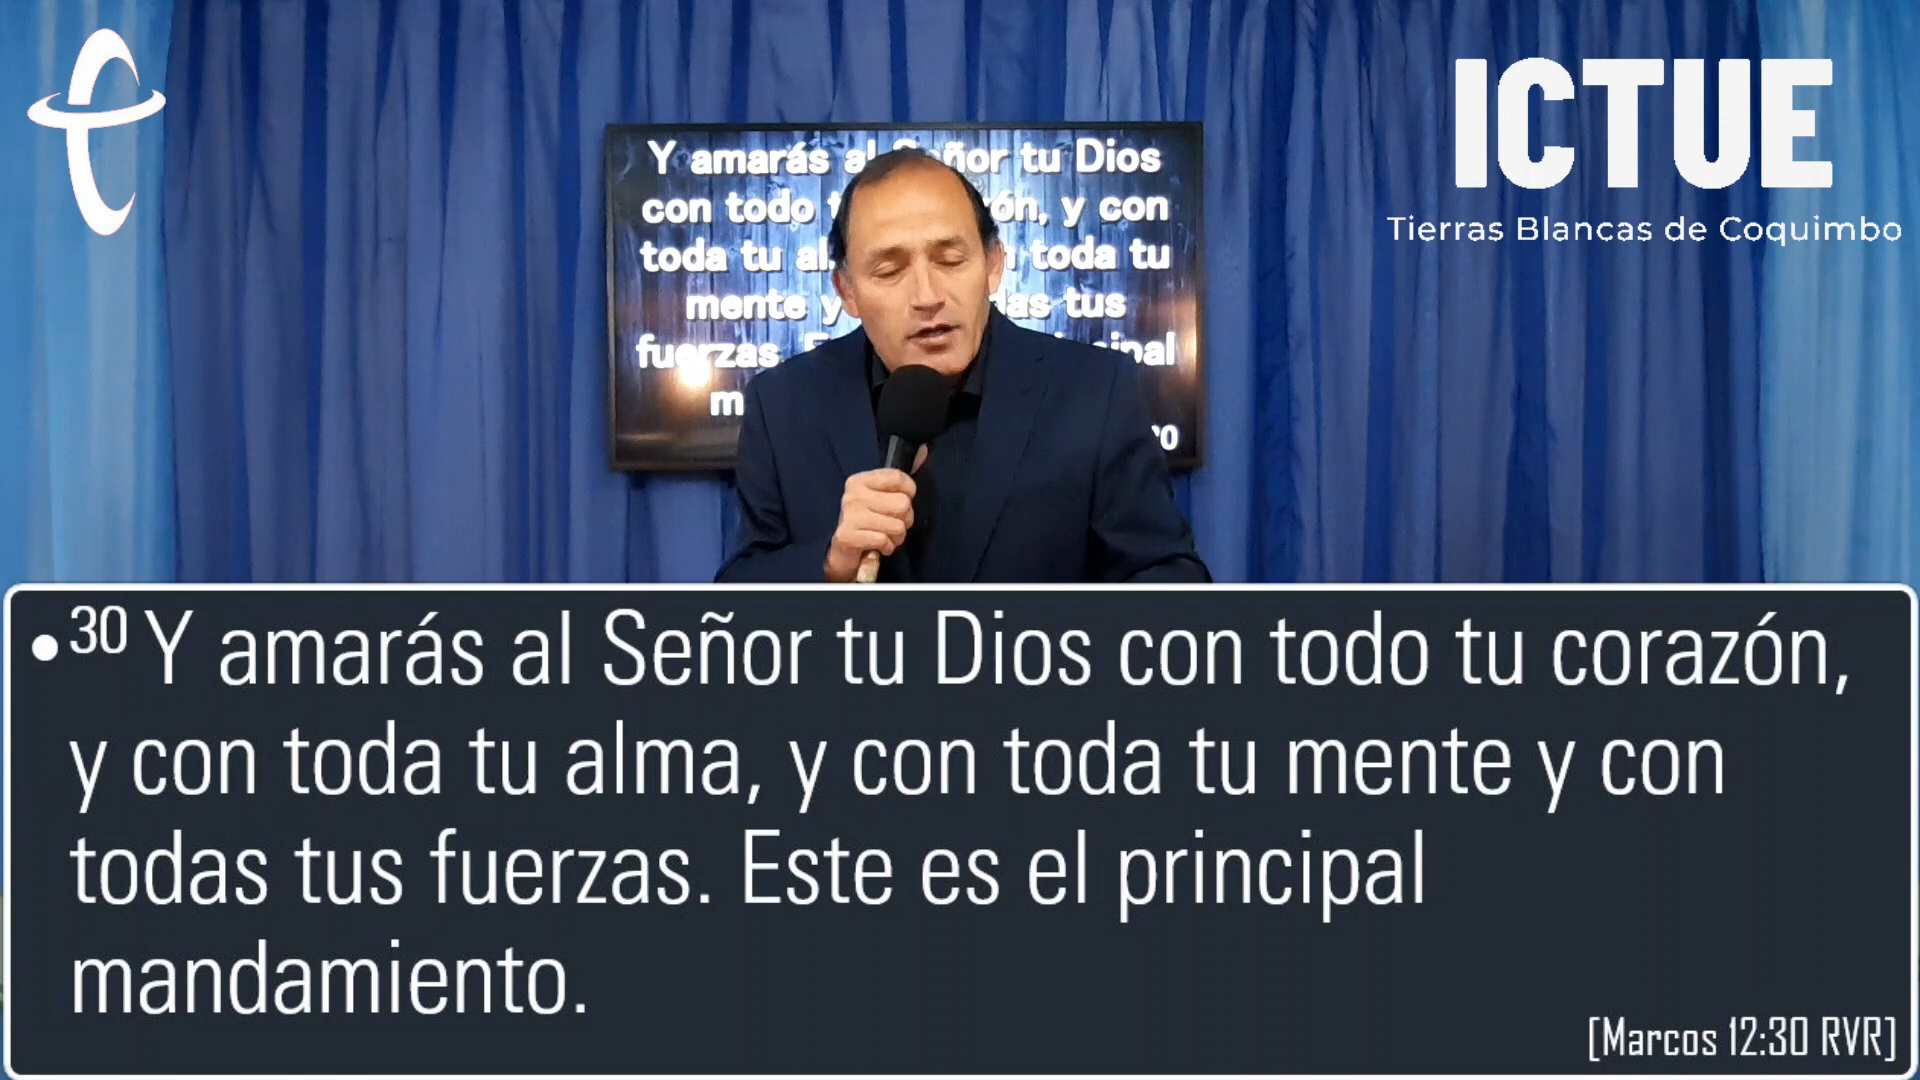 ICTUE
Tierras Blancas de Coquimbo
Y amarás al Señor tu Dios
con todo y con
toda tu toda tu
mente y tus
fuerzas
•30 Y amarás al Señor tu Dios con todo tu corazón,
y con toda tu alma, y con toda tu mente y con
todas tus fuerzas. Este es el principal
mandamiento.
[Marcos 12:30 RVR]